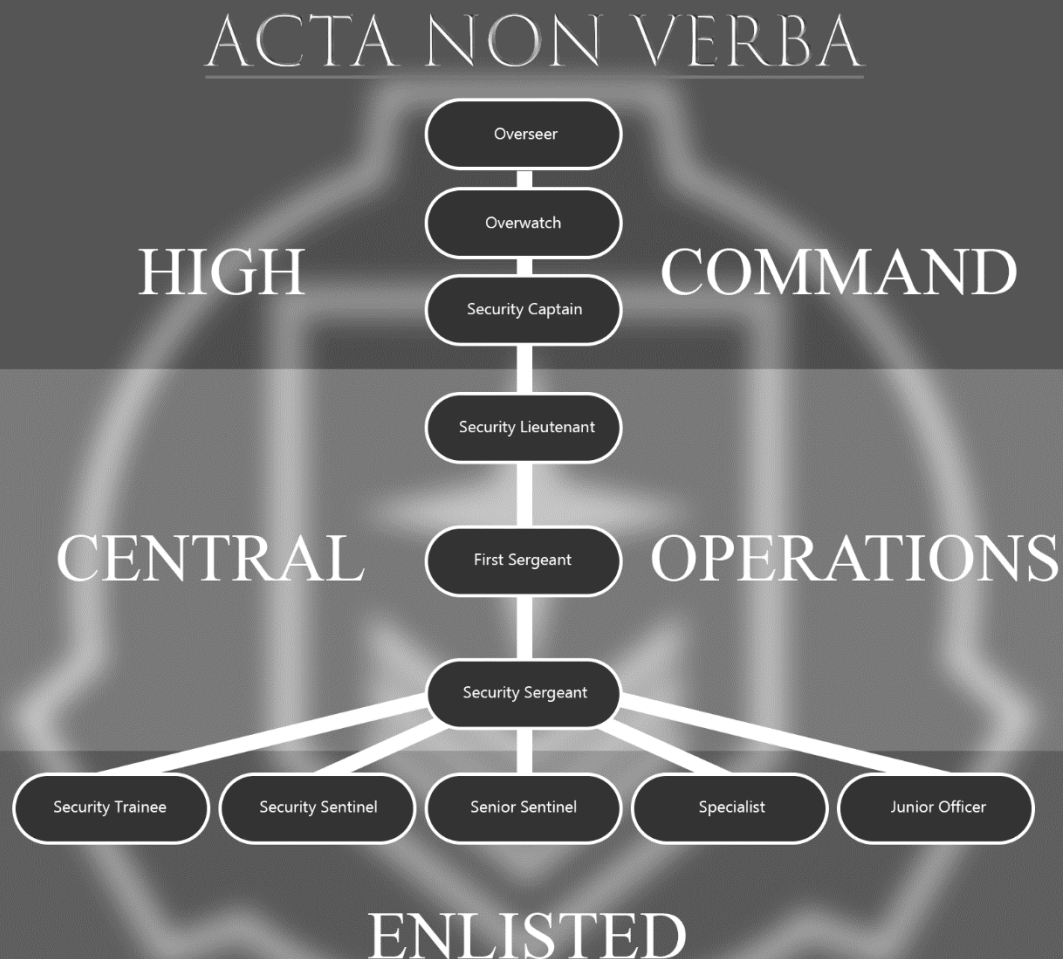 ACTA NON VERBA
Overseer
Overwatch
HIGH COMMAND
Security Captain
Security Lieutenant
CENTRAL OPERATIONS
First Sergeant
Security Sergeant
Security Trainee
Security Sentinel
Senior Sentinel
Specialist
Junior Officer
ENLISTED